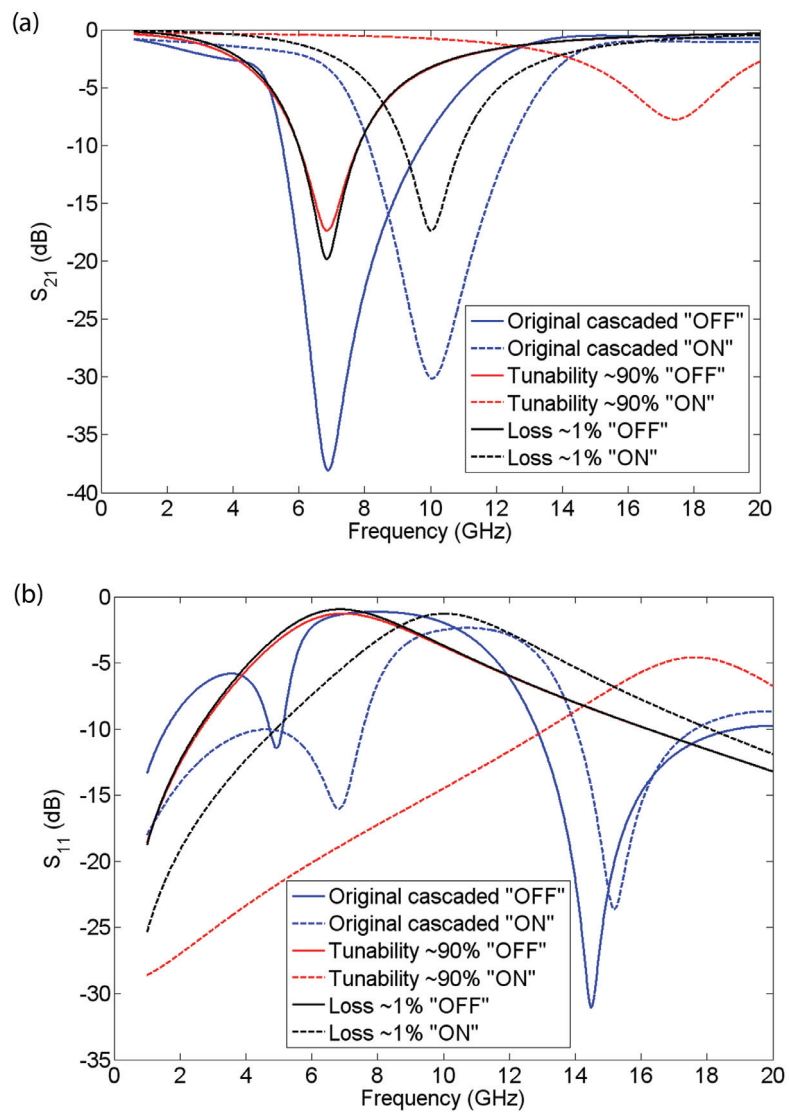 (a)
0
-5
-10
-15
-20
-25
-30
-35
-40
S21 (dB)
0 2 4 6 8 10 12 14 16 18 20
Frequency (GHz)
Original cascaded "OFF"
Original cascaded "ON"
Tunability ~90% "OFF"
Tunability ~90% "ON"
Loss ~1% "OFF"
Loss ~1% "ON"
(b)
0
-5
-10
-15
-20
-25
-30
-35
S11 (dB)
Original cascaded "OFF"
Original cascaded "ON"
Tunability ~90% "OFF"
Tunability ~90% "ON"
Loss ~1% "OFF"
Loss ~1% "ON"
0 2 4 6 8 10 12 14 16 18 20
Frequency (GHz)